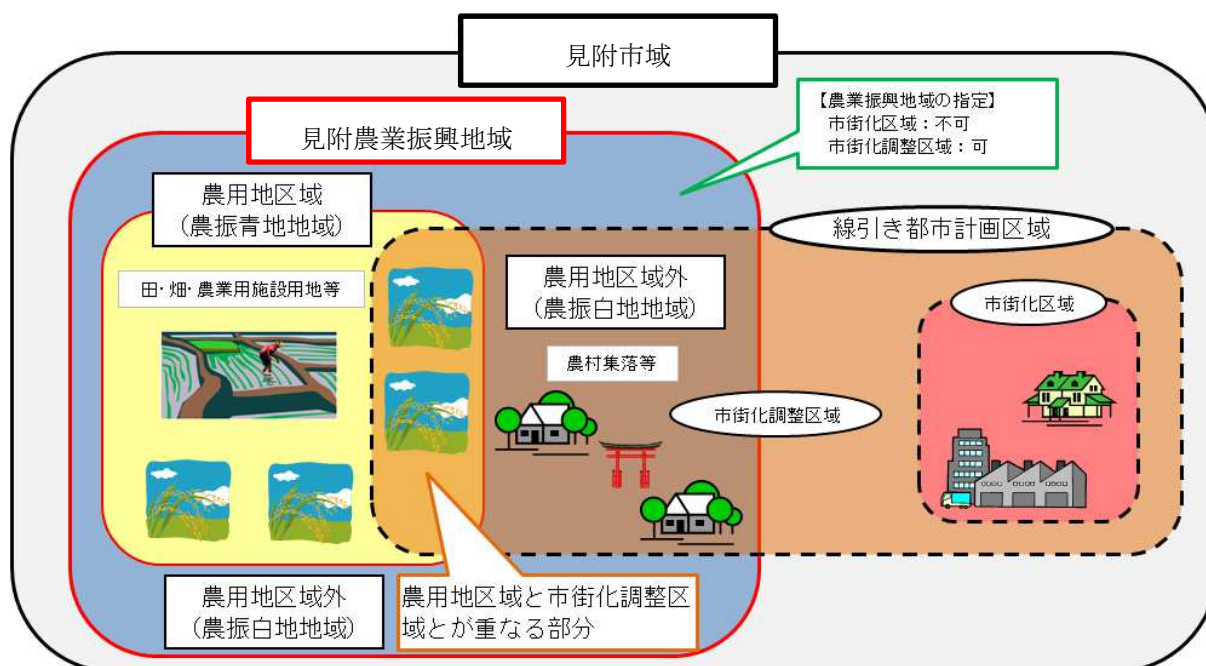 見附市域
【農業振興地域の指定】
市街化区域：不可
市街化調整区域：可
見附農業振興地域
農用地区域
(農振青地地域)
線引き都市計画区域
農用地区域外
(農振白地地域)
田・畑・農業用施設用地等
市街化区域
農村集落等
市街化調整区域
農用地区域外
(農振白地地域)
農用地区域と市街化調整区
域とが重なる部分